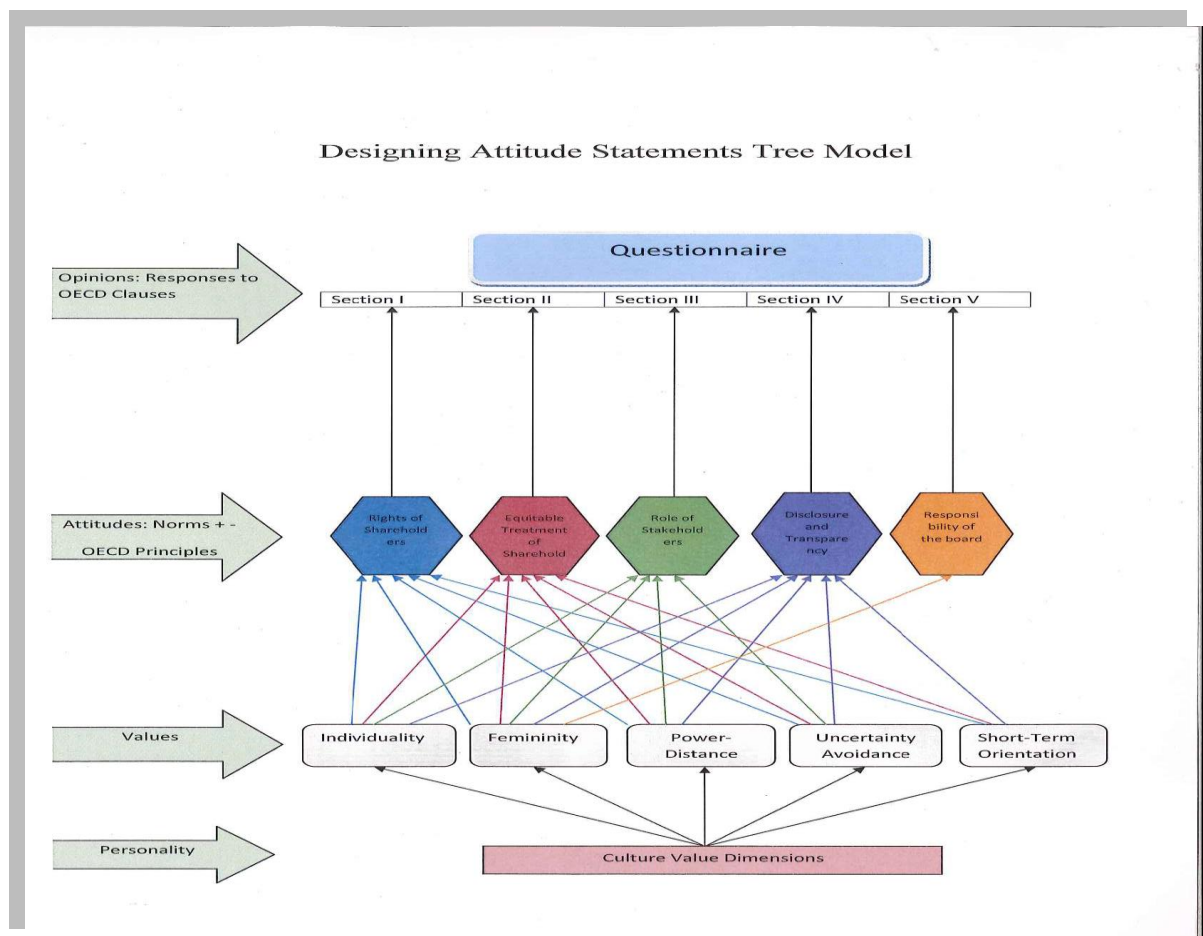 Designing Attitude Statements Tree Model
Questionnaire
Opinions: Responses to
OECD Clauses
Section I
Section II
Section III
Section IV
Section V
Attitudes: Norms + -
OECD Principles
Rights of
Sharehold
ers
Equitable
Treatment
of
Sharehold
Role of
Stakehold
ers
Disclosure
and
Transpare
ncy
Responsi
bility of
the board
Values
Individuality
Femininity
Power-
Distance
Uncertainty
Avoidance
Short-Term
Orientation
Personality
Culture Value Dimensions